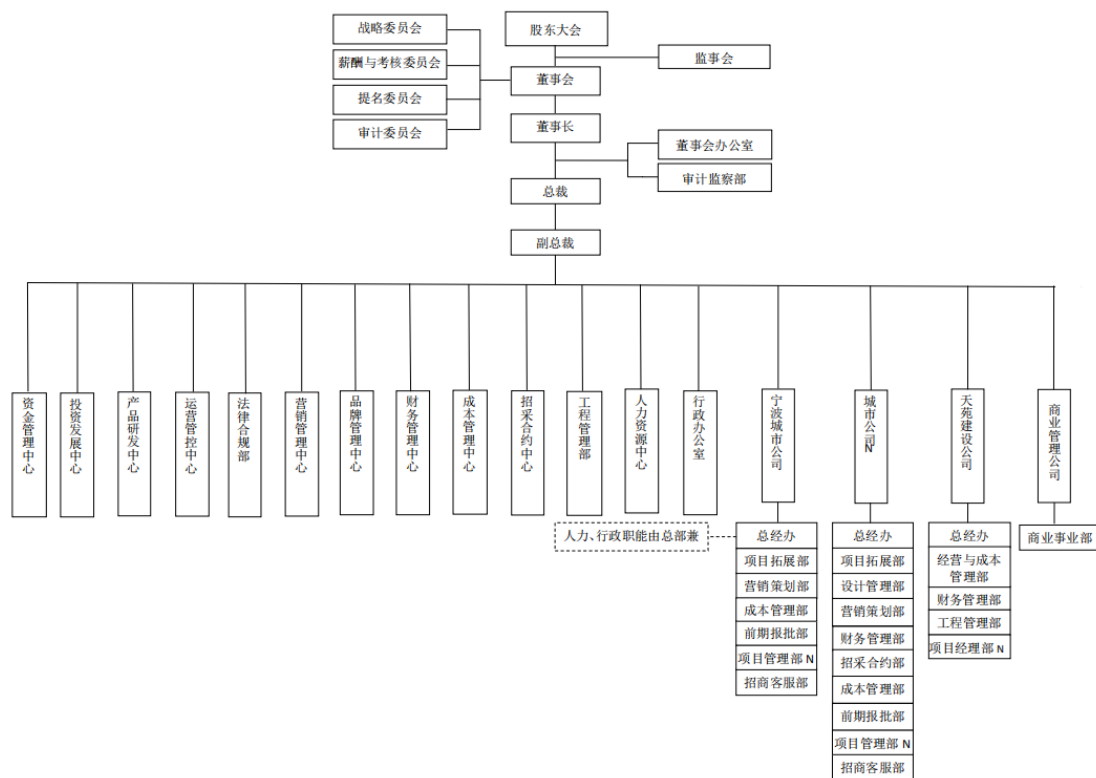 战略委员会
股东大会
监事会
薪酬与考核委员会
董事会
提名委员会
董事长
审计委员会
董事会办公室
审计监察部
总裁
副总裁
资金管理中心
投资发展中心
产品研发中心
运营管控中心
法律合规部
营销管理中心
品牌管理中心
财务管理中心
成本管理中心
招采合约中心
工程管理部
人力资源中心
行政办公室
宁波城市公司
城市公司N
天苑建设公司
商业管理公司
人力、行政职能由总部兼
总经办
项目拓展部
营销策划部
成本管理部
前期报批部
项目管理部 N
招商客服部
总经办
项目拓展部
设计管理部
营销策划部
财务管理部
招采合约部
成本管理部
前期报批部
项目管理部 N
招商客服部
总经办
经营与成本
管理部
财务管理部
工程管理部
项目经理部 N
商业事业部